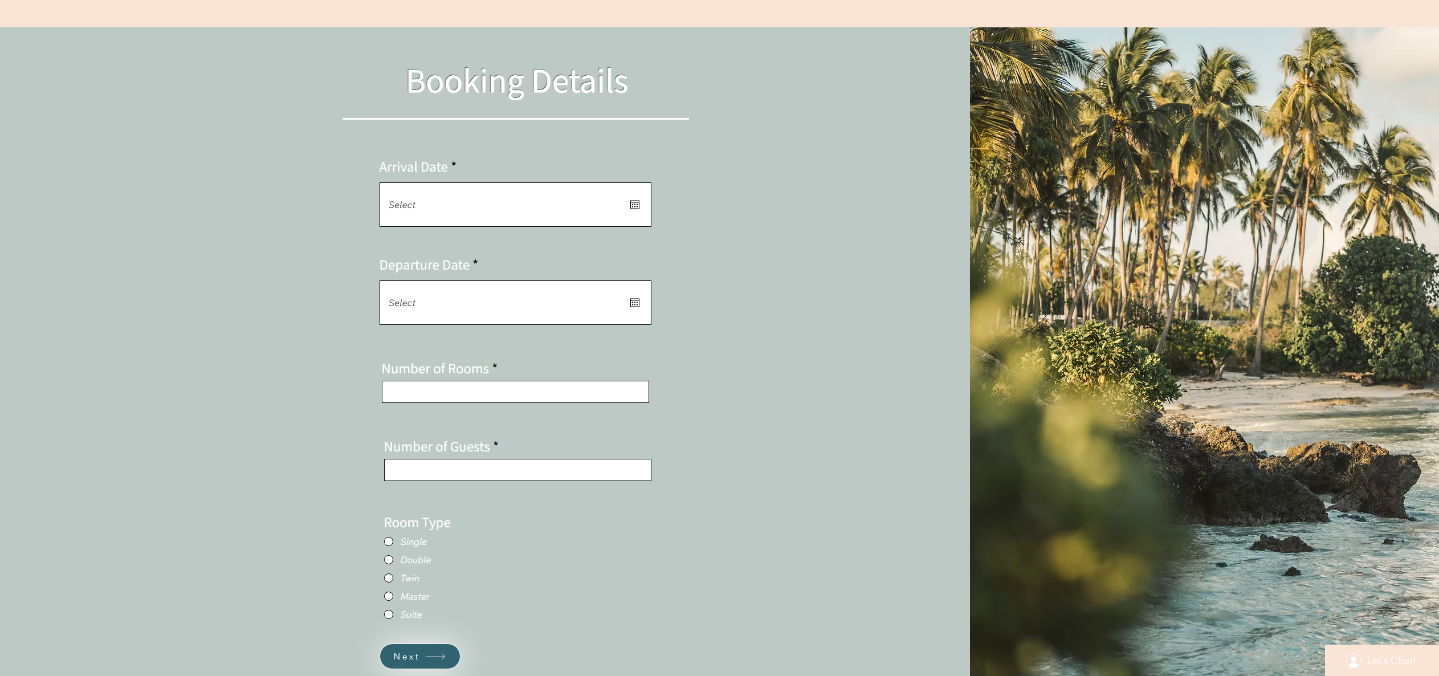 Booking Details
Arrival Date *
Select
Departure Date *
Select
Number of Rooms *
Number of Guests *
Room Type
Single
Double
Twin
Master
Suite
Next
Let's Chat!